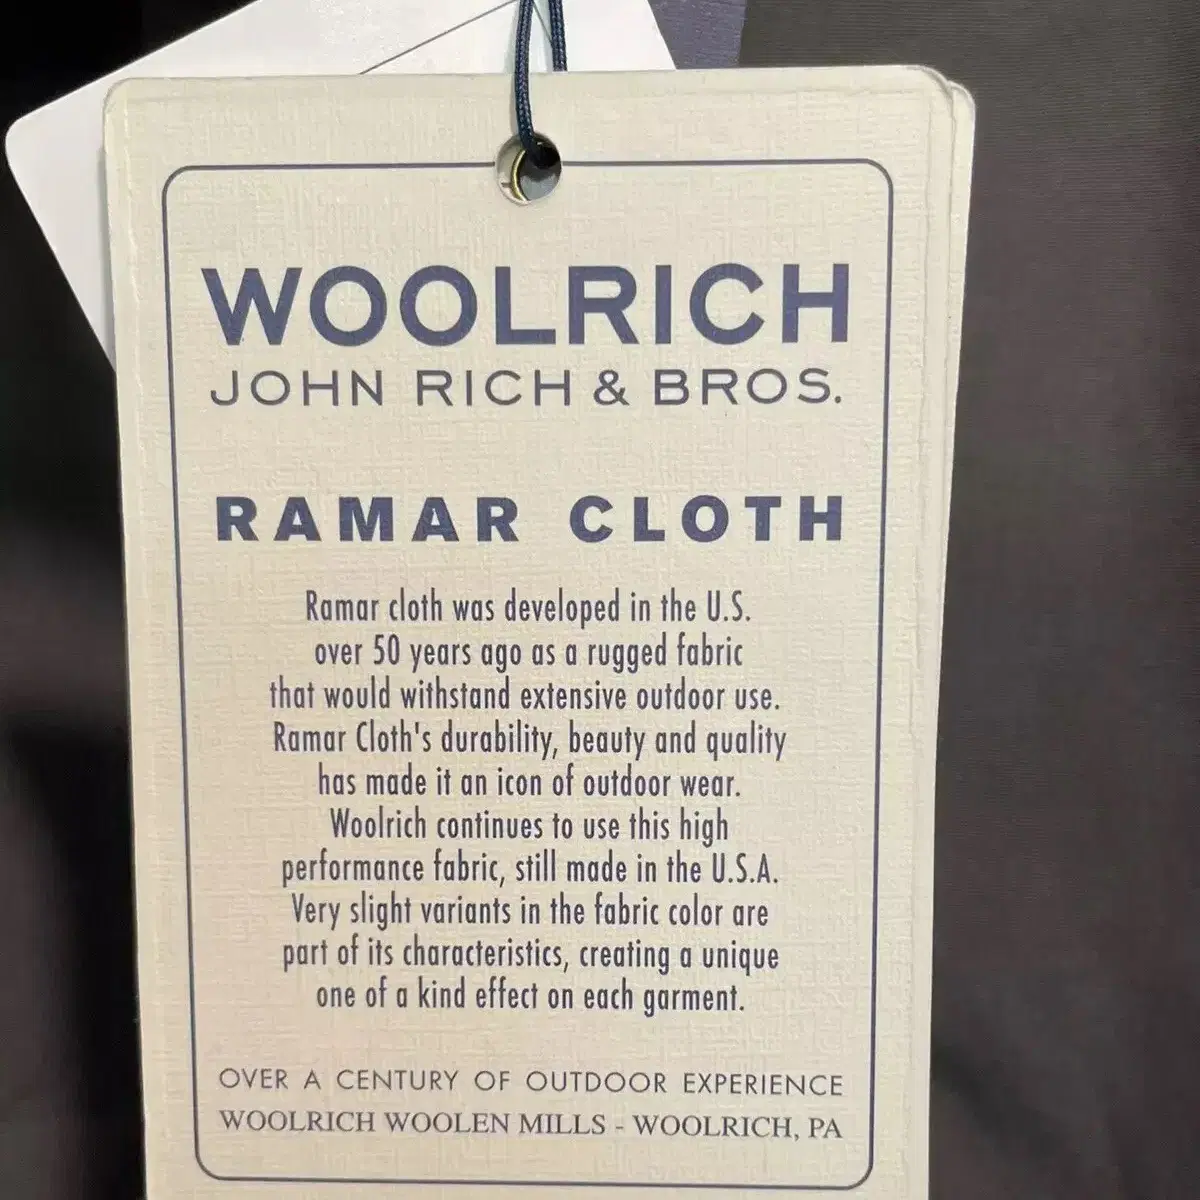 WOOLRICH
JOHN RICH & BROS.
RAMAR CLOTH
Ramar cloth was developed in the U.S.
over 50 years ago as a rugged fabric
that would withstand extensive outdoor use.
Ramar Cloth's durability, beauty and quality
has made it an icon of outdoor wear.
Woolrich continues to use this high
performance fabric, still made in the U.S.A.
Very slight variants in the fabric color are
part of its characteristics, creating a unique
one of a kind effect on each garment.
OVER A CENTURY OF OUTDOOR EXPERIENCE
WOOLRICH WOOLEN MILLS - WOOLRICH, PA